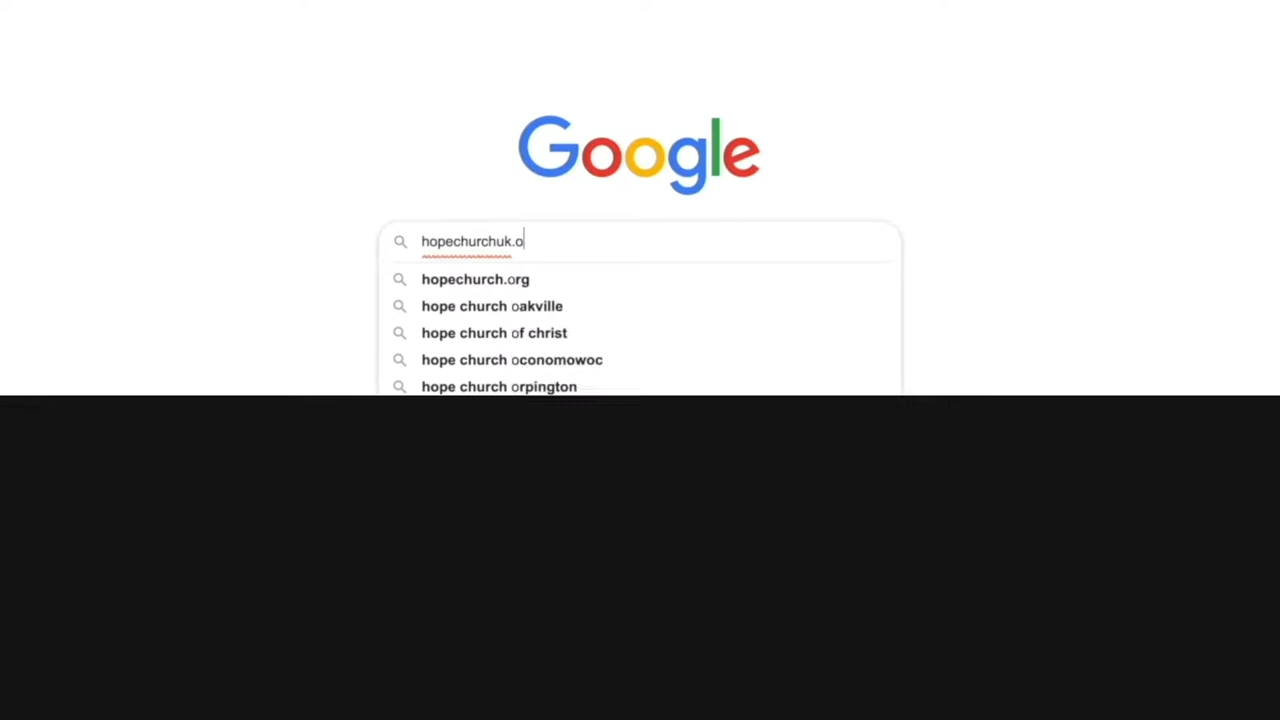 Google
hopechurchuk.o
hopechurch.org
hope church oakville
hope church of christ
hope church oconomowoc
hope church orpington